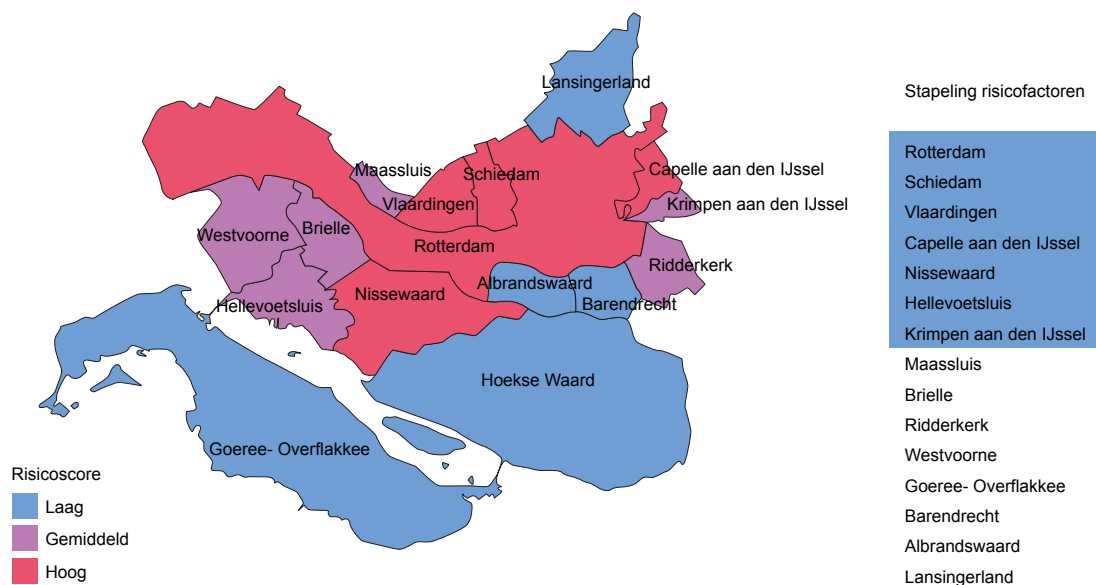 Lansingerland
Maassluis
Schiedam
Capelle aan den IJssel
Vlaardingen
Krimpen aan den IJssel
Westvoorne
Brielle
Rotterdam
Ridderkerk
Albrandswaard
Nissewaard
Barendrecht
Hellevoetsluis
Hoekse Waard
Goeree- Overflakkee
Risicoscore
Laag
Gemiddeld
Hoog
Stapeling risicofactoren
Rotterdam
Schiedam
Vlaardingen
Capelle aan den IJssel
Nissewaard
Hellevoetsluis
Krimpen aan den IJssel
Maassluis
Brielle
Ridderkerk
Westvoorne
Goeree- Overflakkee
Barendrecht
Albrandswaard
Lansingerland